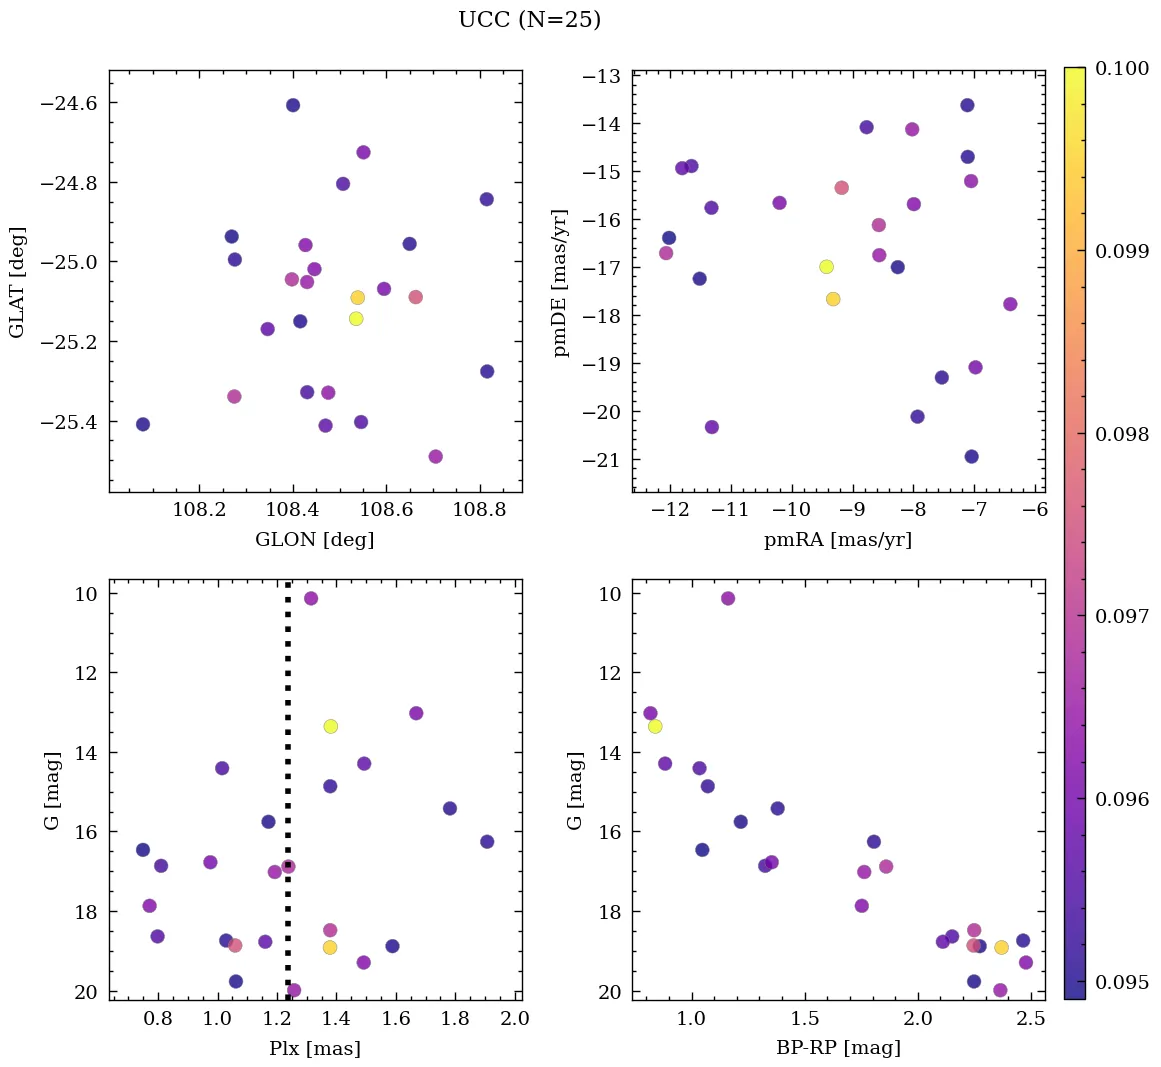 UCC (N=25)
−24.6
−24.8
−25.0
−25.2
−25.4
GLAT [deg]
108.2 108.4 108.6 108.8
GLON [deg]
−13
−14
−15
−16
−17
−18
−19
−20
−21
pmDE [mas/yr]
−12 −11 −10 −9 −8 −7 −6
pmRA [mas/yr]
10
12
14
16
18
20
G [mag]
0.8 1.0 1.2 1.4 1.6 1.8 2.0
Plx [mas]
10
12
14
16
18
20
G [mag]
1.0 1.5 2.0 2.5
BP-RP [mag]
0.100
0.099
0.098
0.097
0.096
0.095